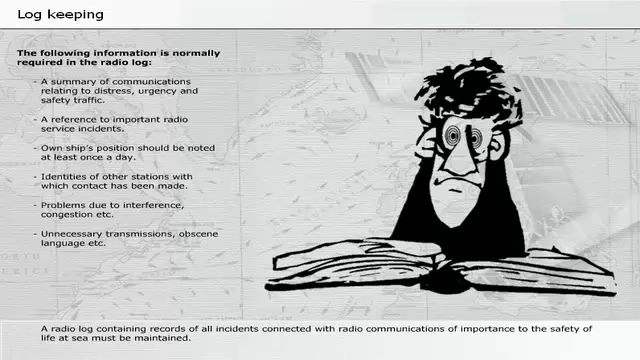 Log keeping
The following information is normally
required in the radio log:
- A summary of communications
relating to distress, urgency and
safety traffic.
- A reference to important radio
service incidents.
- Own ship's position should be noted
at least once a day.
- Identities of other stations with
which contact has been made.
- Problems due to interference,
congestion etc.
- Unnecessary transmissions, obscene
language etc.
A radio log containing records of all incidents connected with radio communications of importance to the safety of
life at sea must be maintained.